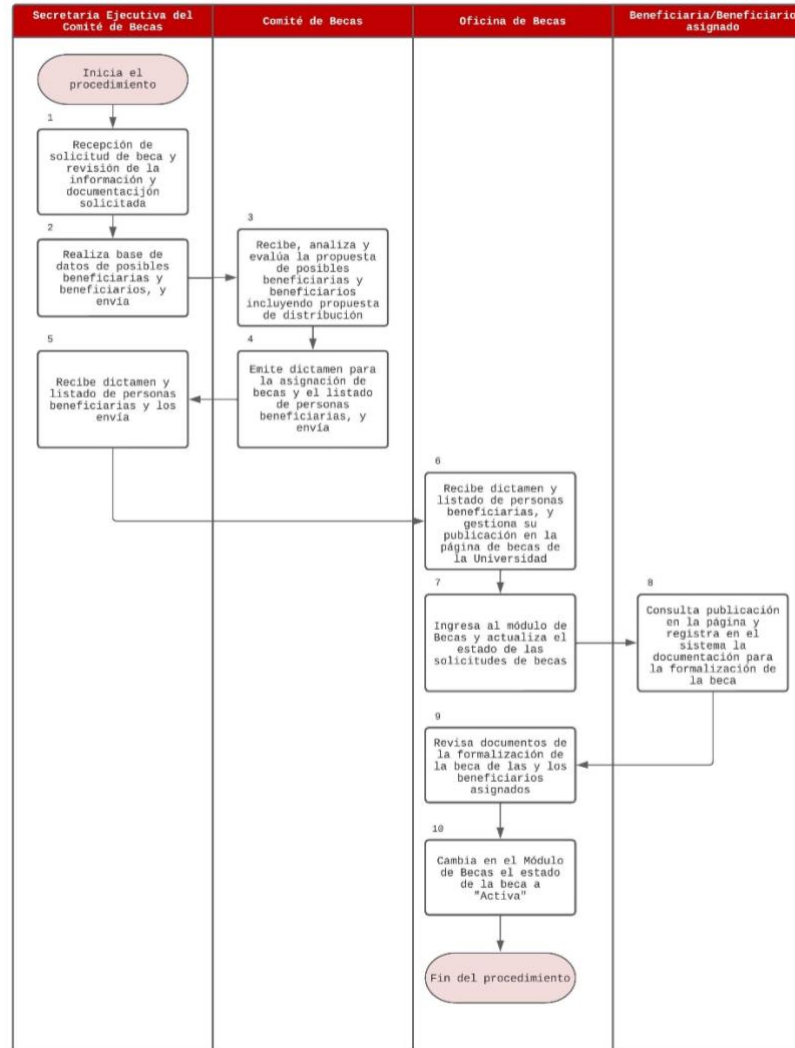 Secretaría Ejecutiva del
Comité de Becas
Comité de Becas
Oficina de Becas
Beneficiaria/Beneficiario
asignado
Inicia el
procedimiento
1
Recepción de
solicitud de beca y
revisión de la
información y
documentacijón
solicitada
2
Realiza base de
datos de posibles
beneficiarias y
beneficiarios, y
envía
3
Recibe, analiza y
evalúa la propuesta
de posibles
beneficiarias y
beneficiarios
incluyendo propuesta
de distribución
4
Emite dictamen para
la asignación de
becas y el listado
de personas
beneficiarias, y
envía
5
Recibe dictamen y
listado de personas
beneficiarias y los
envía
6
Recibe dictamen y
listado de personas
beneficiarias, y
gestiona su
publicación en la
página de becas de
la Universidad
7
Ingresa al módulo de
Becas y actualiza el
estado de las
solicitudes de becas
8
Consulta publicación
en la página y
registra en el
sistema la
documentación para
la formalización de
la beca
9
Revisa documentos de
la formalización de
la beca de las y los
beneficiarios
asignados
10
Cambia en el Módulo
de Becas el estado
de la beca a
"Activa"
Fin del procedimiento